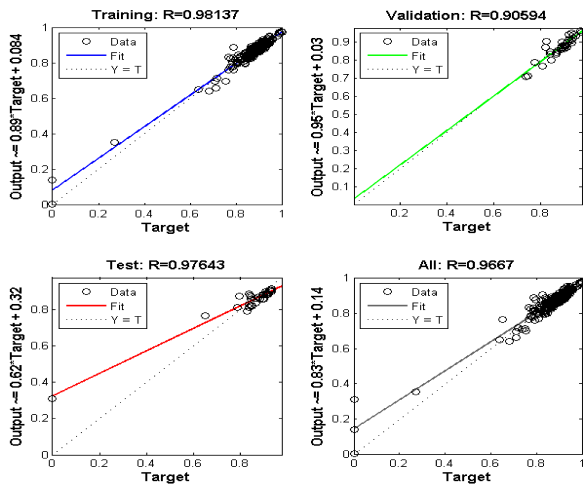 Training: R=0.98137
Output ~= 0.89*Target + 0.084
Data
Fit
Y = T
1
0.8
0.6
0.4
0.2
0
0 0.2 0.4 0.6 0.8 1
Target
Validation: R=0.90594
Output ~= 0.95*Target + 0.03
Data
Fit
Y = T
0.9
0.8
0.7
0.6
0.5
0.4
0.3
0.2
0.1
0.2 0.4 0.6 0.8
Target
Test: R=0.97643
Output ~= 0.62*Target + 0.32
Data
Fit
Y = T
0.8
0.6
0.4
0.2
0
0 0.2 0.4 0.6 0.8
Target
All: R=0.9667
Output ~= 0.83*Target + 0.14
Data
Fit
Y = T
1
0.8
0.6
0.4
0.2
0
0 0.2 0.4 0.6 0.8 1
Target